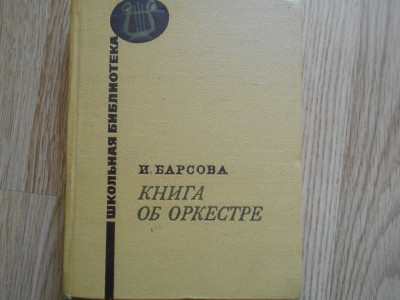 ШКОЛЬНАЯ БИБЛИОТЕКА
И. БАРСОВА
КНИГА
ОБ ОРКЕСТРЕ